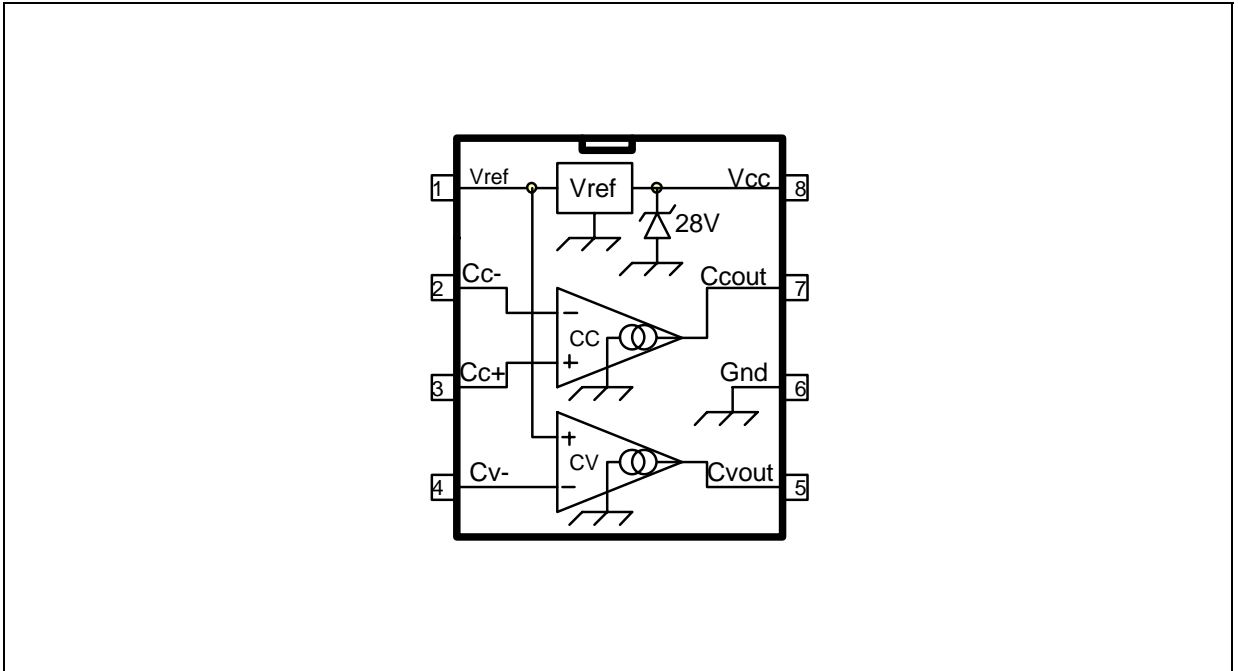 1
Vref
Vref
Vcc
8
28V
2
Cc-
Ccout
7
−
CC
+
3
Cc+
Gnd
6
+
CV
−
4
Cv-
Cvout
5